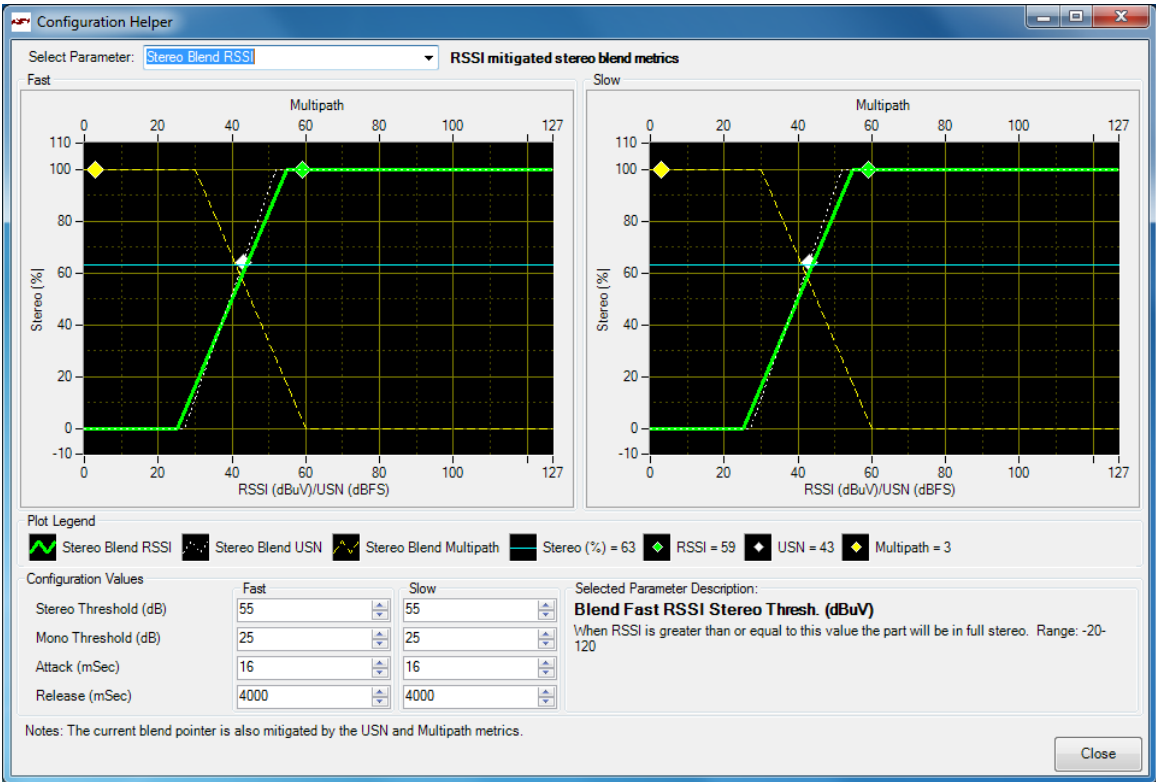 Configuration Helper
Select Parameter: Stereo Blend RSSI RSSI mitigated stereo blend metrics
Fast
Multipath
0 20 40 60 80 100 127
110
100
80
60
40
20
0
-10
Stereo (%)
0 20 40 60 80 100 127
RSSI (dBuV)/USN (dBFS)
Slow
Multipath
0 20 40 60 80 100 127
110
100
80
60
40
20
0
-10
Stereo (%)
0 20 40 60 80 100 127
RSSI (dBuV)/USN (dBFS)
Plot Legend
Stereo Blend RSSI Stereo Blend USN Stereo Blend Multipath Stereo (%) = 63 RSSI = 59 USN = 43 Multipath = 3
Configuration Values
Fast Slow
Stereo Threshold (dB) 55 55
Mono Threshold (dB) 25 25
Attack (mSec) 16 16
Release (mSec) 4000 4000
Selected Parameter Description:
Blend Fast RSSI Stereo Thresh. (dBuV)
When RSSI is greater than or equal to this value the part will be in full stereo. Range: -20-
120
Notes: The current blend pointer is also mitigated by the USN and Multipath metrics.
Close